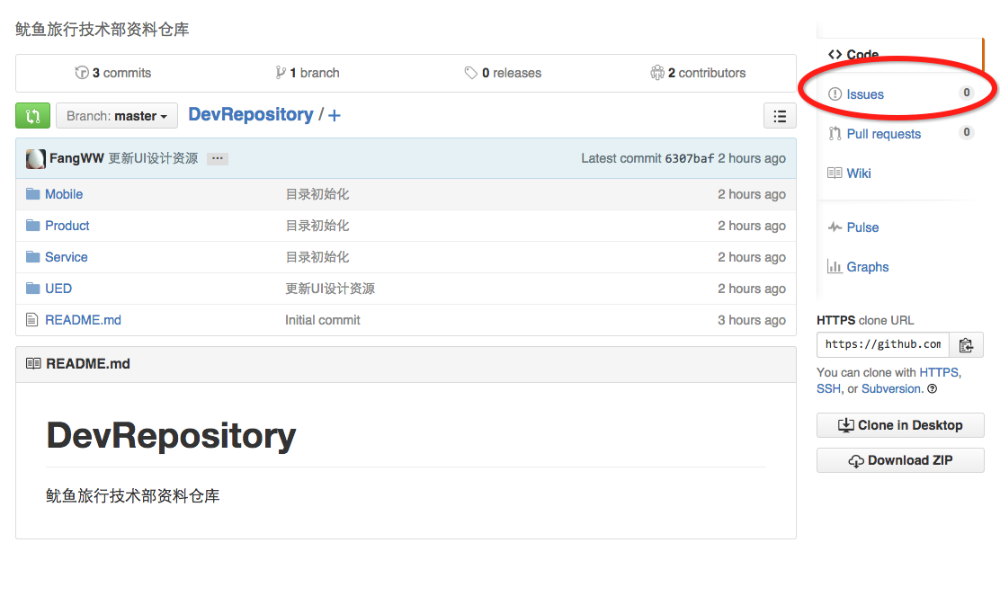 鱿鱼旅行技术部资料仓库
3 commits
1 branch
0 releases
2 contributors
Branch: master
DevRepository / +
FangWW 更新UI设计资源 ...
Latest commit 6307baf 2 hours ago
Mobile 目录初始化 2 hours ago
Product 目录初始化 2 hours ago
Service 目录初始化 2 hours ago
UED 更新UI设计资源 2 hours ago
README.md Initial commit 3 hours ago
README.md
DevRepository
鱿鱼旅行技术部资料仓库
Code
Issues 0
Pull requests 0
Wiki
Pulse
Graphs
HTTPS clone URL
https://github.com
You can clone with HTTPS,
SSH, or Subversion.
Clone in Desktop
Download ZIP